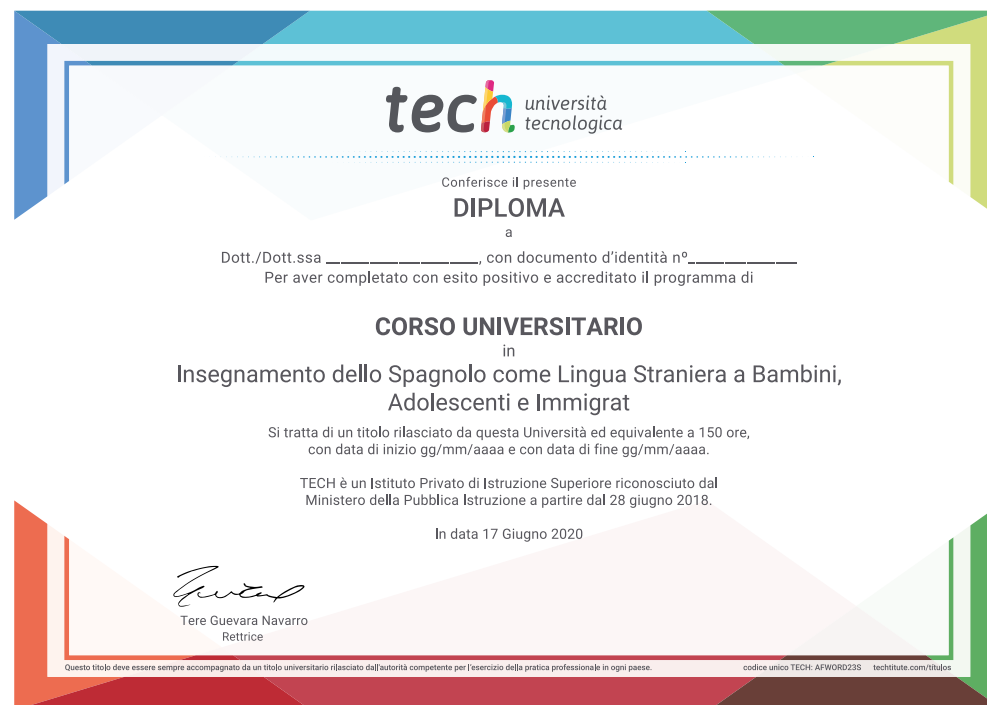 tech università
tecnologica
Conferisce il presente
DIPLOMA
a
Dott./Dott.ssa _________________, con documento d'identità nº____________
Per aver completato con esito positivo e accreditato il programma di
CORSO UNIVERSITARIO
in
Insegnamento dello Spagnolo come Lingua Straniera a Bambini,
Adolescenti e Immigrat
Si tratta di un titolo rilasciato da questa Università ed equivalente a 150 ore,
con data di inizio gg/mm/aaaa e con data di fine gg/mm/aaaa.
TECH è un Istituto Privato di Istruzione Superiore riconosciuto dal
Ministero della Pubblica Istruzione a partire dal 28 giugno 2018.
In data 17 Giugno 2020
Tere Guevara Navarro
Rettrice
Questo titolo deve essere sempre accompagnato da un titolo universitario rilasciato dall'autorità competente per l'esercizio della pratica professionale in ogni paese.
codice unico TECH: AFWORD23S techtitute.com/títulos